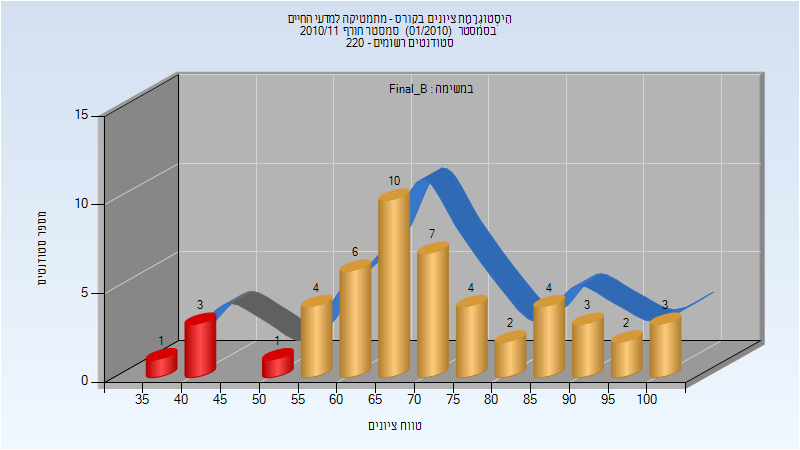 היסטוגרמת ציונים בקורס - מתמטיקה למדעי החיים
בסמסטר (01/2010) סמסטר חורף 2010/11
סטודנטים רשומים - 220
במשימה : Final_B
מספר סטודנטים
15
10
5
0
1
3
1
4
6
10
7
4
2
4
3
2
3
35 40 45 50 55 60 65 70 75 80 85 90 95 100
טווח ציונים